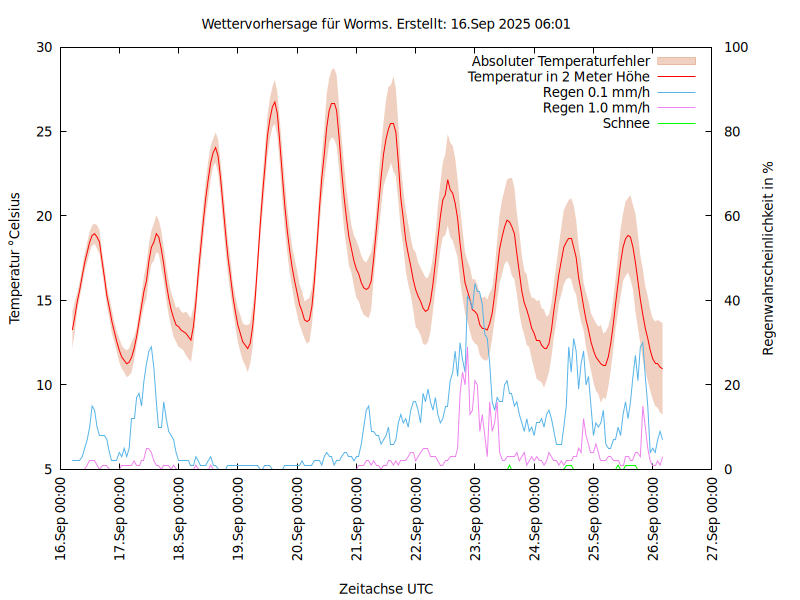 Wettervorhersage für Worms. Erstellt: 16.Sep 2025 06:01
Absoluter Temperaturfehler
Temperatur in 2 Meter Höhe
Regen 0.1 mm/h
Regen 1.0 mm/h
Schnee
Temperatur °Celsius
30
25
20
15
10
5
Regenwahrscheinlichkeit in %
100
80
60
40
20
0
16.Sep 00:00
17.Sep 00:00
18.Sep 00:00
19.Sep 00:00
20.Sep 00:00
21.Sep 00:00
22.Sep 00:00
23.Sep 00:00
24.Sep 00:00
25.Sep 00:00
26.Sep 00:00
27.Sep 00:00
Zeitachse UTC